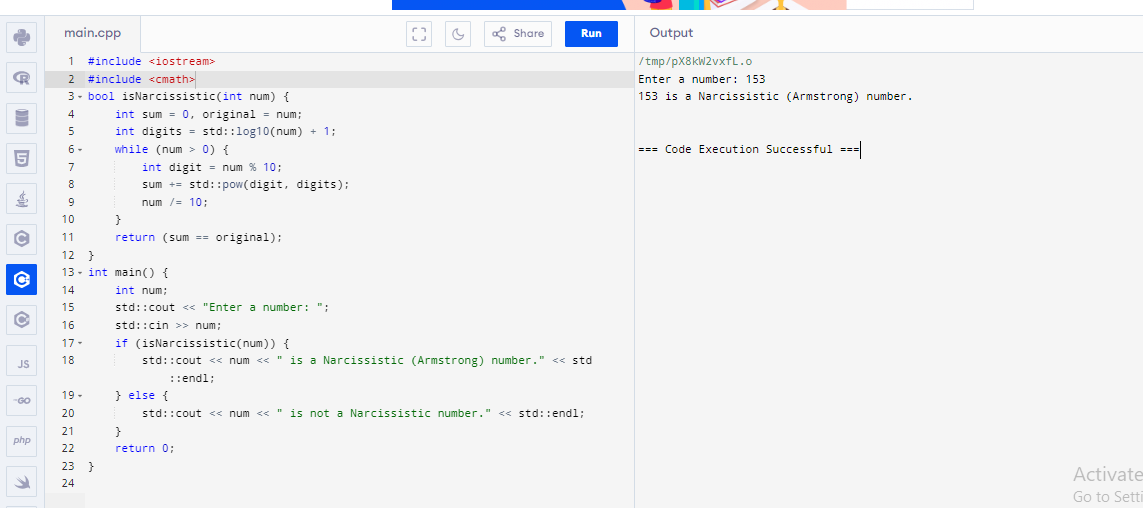 main.cpp
Share
Run
Output
1 #include <iostream>
2 #include <cmath>
3 bool isNarcissistic(int num) {
4 int sum = 0, original = num;
5 int digits = std::log10(num) + 1;
6 while (num > 0) {
7 int digit = num % 10;
8 sum += std::pow(digit, digits);
9 num /= 10;
10 }
11 return (sum == original);
12 }
13 int main() {
14 int num;
15 std::cout << "Enter a number: ";
16 std::cin >> num;
17 if (isNarcissistic(num)) {
18 std::cout << num << " is a Narcissistic (Armstrong) number." << std
::endl;
19 } else {
20 std::cout << num << " is not a Narcissistic number." << std::endl;
21 }
22 return 0;
23 }
24
/tmp/pX8kW2vxfL.o
Enter a number: 153
153 is a Narcissistic (Armstrong) number.
=== Code Execution Successful ===
JS
GO
php
Activate
Go to Setti